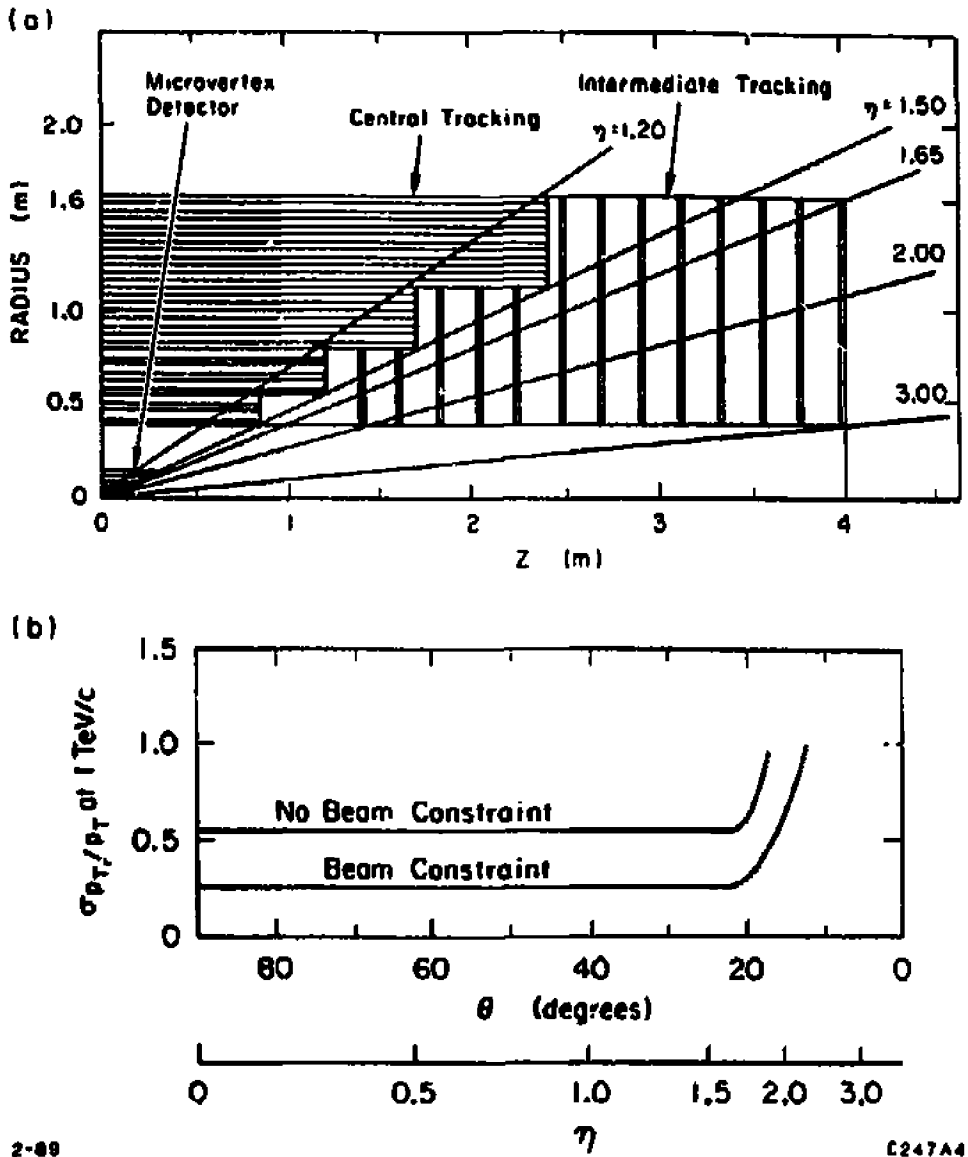 (a)
Microvertex
Detector
Central Tracking
Intermediate Tracking
η = 1.20
η = 1.50
1.65
2.00
3.00
2.0
1.6
1.0
0.5
0
RADIUS (m)
0 1 2 3 4
Z (m)
(b)
1.5
1.0
0.5
0
σpT/pT at 1 TeV/c
No Beam Constraint
Beam Constraint
80 60 40 20 0
θ (degrees)
0 0.5 1.0 1.5 2.0 3.0
η
2-89
6247A4